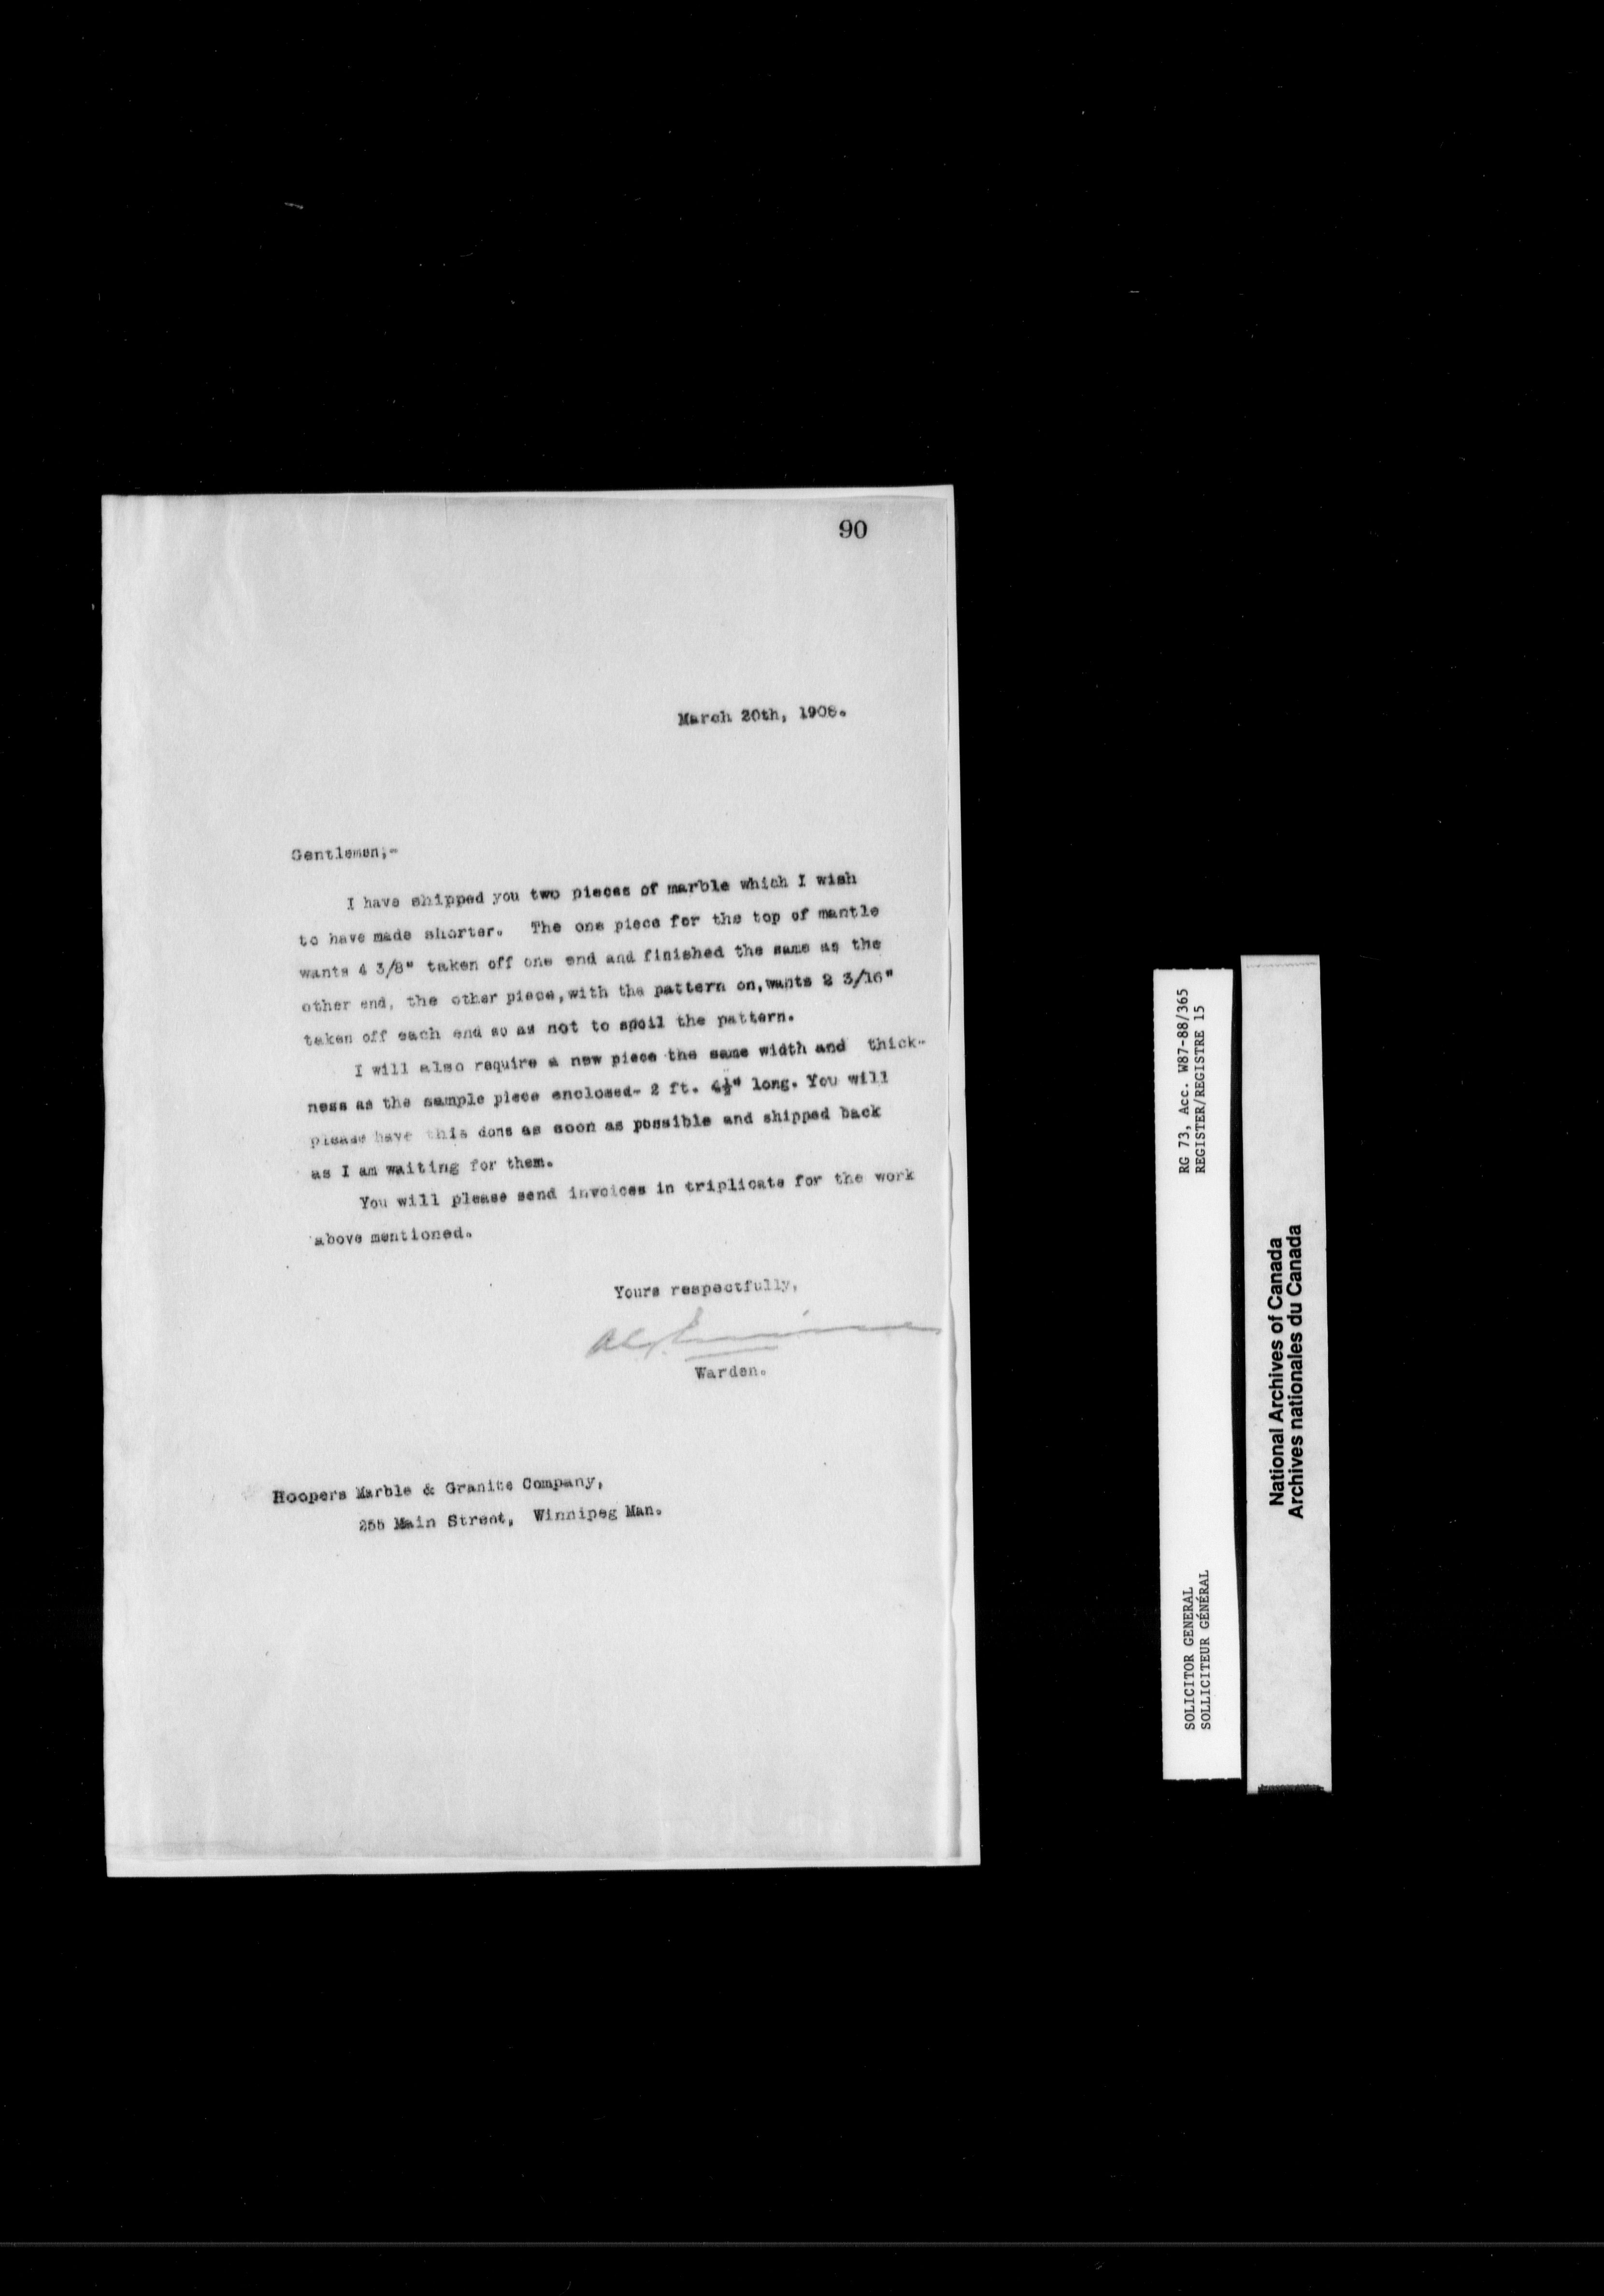 90
March 20th, 1908.
Gentlemen;-
I have shipped you two pieces of marble which I wish
to have made shorter. The one piece for the top of mantle
wants 4 3/8" taken off one end and finished the same as the
other end, the other piece, with the pattern on, wants 2 3/16"
taken off each end so as not to spoil the pattern.
I will also require a new piece the same width and thick-
ness as the sample piece enclosed- 2 ft. 4½" long. You will
please have this done as soon as possible and shipped back
as I am waiting for them.
You will please send invoices in triplicate for the work
above mentioned.
Yours respectfully,
Warden.
Hoopers Marble & Granite Company,
255 Main Street, Winnipeg Man.
RG 73, Acc. W87-88/365
REGISTER/REGISTRE 15
SOLICITOR GENERAL
SOLLICITEUR GÉNÉRAL
National Archives of Canada
Archives nationales du Canada